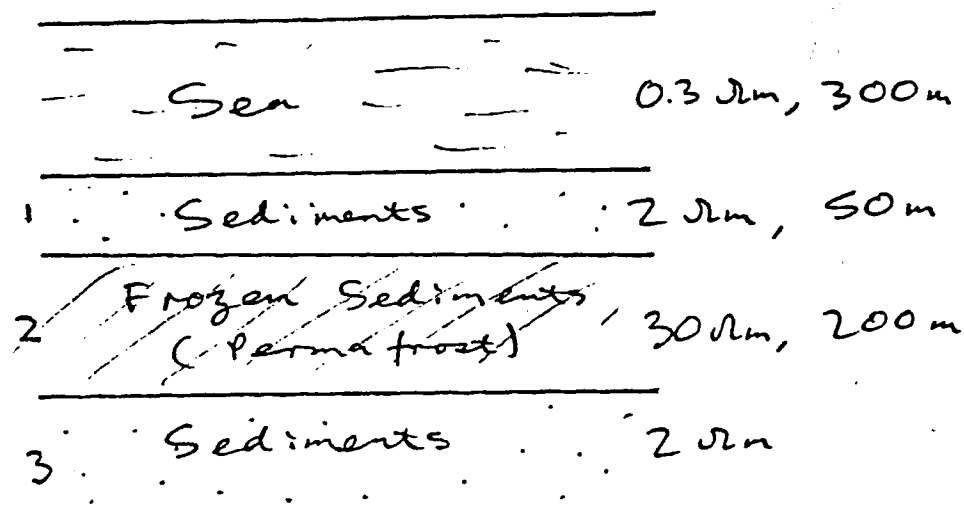 Sea 0.3 Ωm, 300m
1 Sediments 2 Ωm, 50m
Frozen Sediments
2 (Permafrost) 30 Ωm, 200m
3 Sediments 2 Ωm